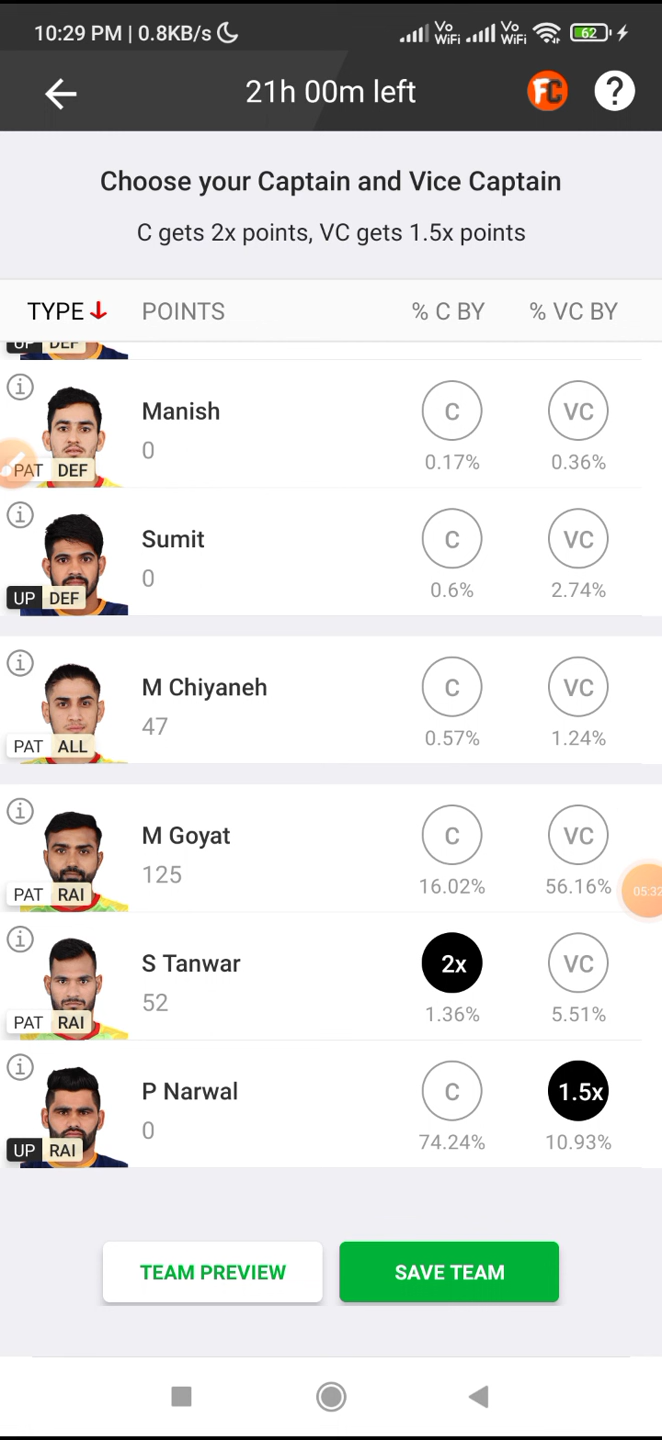 10:29 PM | 0.8KB/s Vo WiFi Vo WiFi 62
21h 00m left FC ?
Choose your Captain and Vice Captain
C gets 2x points, VC gets 1.5x points
TYPE POINTS % C BY % VC BY
UP DEF
Manish C VC
0 0.17% 0.36%
PAT DEF
Sumit C VC
0 0.6% 2.74%
UP DEF
M Chiyaneh C VC
47 0.57% 1.24%
PAT ALL
M Goyat C VC
125 16.02% 56.16%
PAT RAI
05:32
S Tanwar 2x VC
52 1.36% 5.51%
PAT RAI
P Narwal C 1.5x
0 74.24% 10.93%
UP RAI
TEAM PREVIEW SAVE TEAM